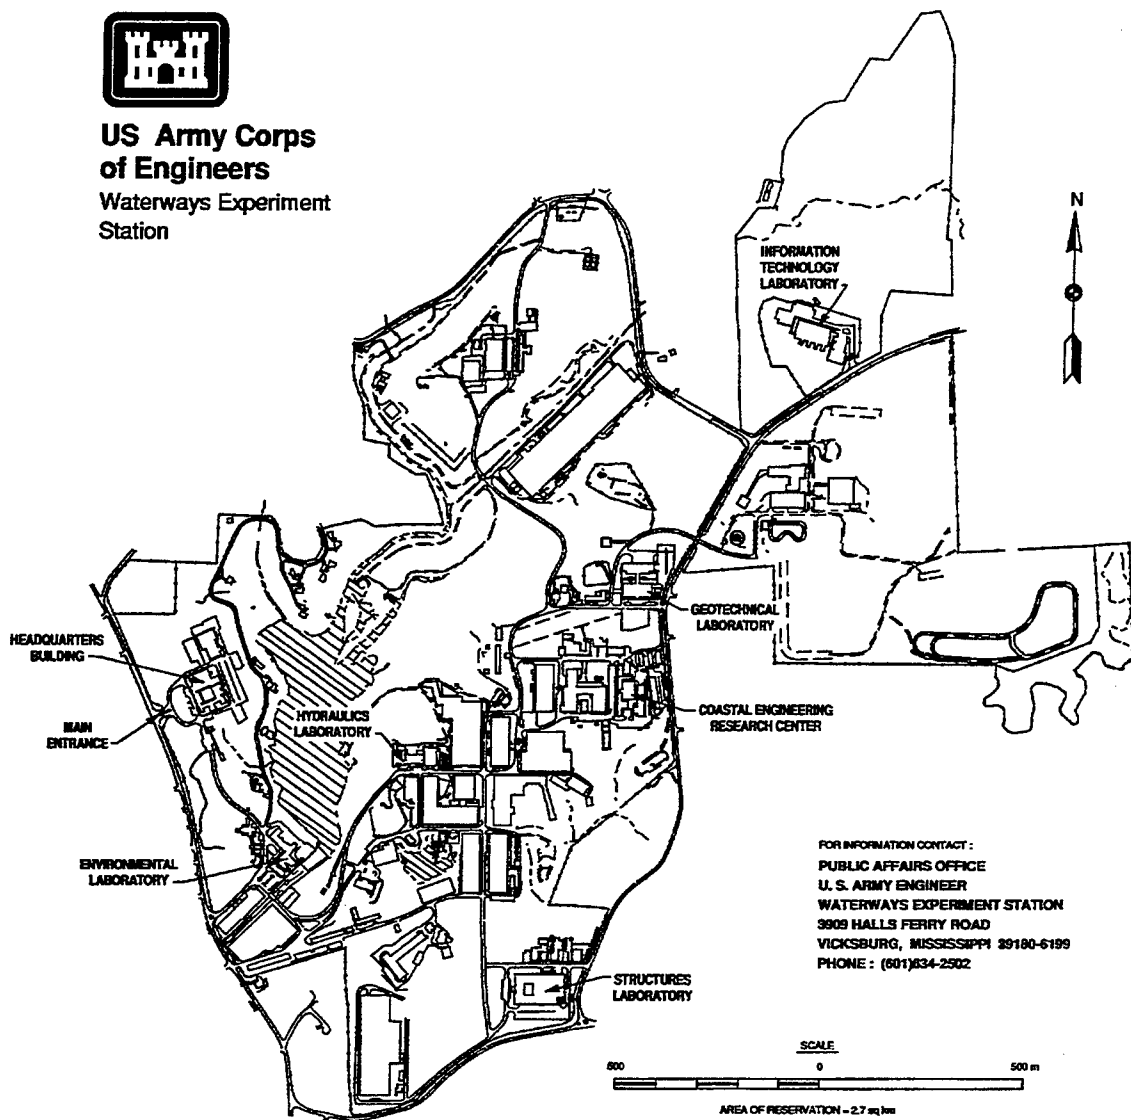 US Army Corps
of Engineers
Waterways Experiment
Station
N
INFORMATION
TECHNOLOGY
LABORATORY
GEOTECHNICAL
LABORATORY
HEADQUARTERS
BUILDING
MAIN
ENTRANCE
HYDRAULICS
LABORATORY
COASTAL ENGINEERING
RESEARCH CENTER
ENVIRONMENTAL
LABORATORY
STRUCTURES
LABORATORY
FOR INFORMATION CONTACT :
PUBLIC AFFAIRS OFFICE
U. S. ARMY ENGINEER
WATERWAYS EXPERIMENT STATION
3909 HALLS FERRY ROAD
VICKSBURG, MISSISSIPPI 39180-6199
PHONE : (601)634-2502
SCALE
500 0 500 m
AREA OF RESERVATION = 2.7 sq km